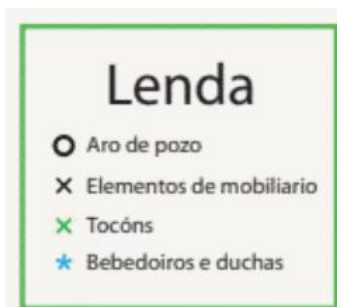 Lenda
Aro de pozo
Elementos de mobiliario
Tocóns
Bebedoiros e duchas